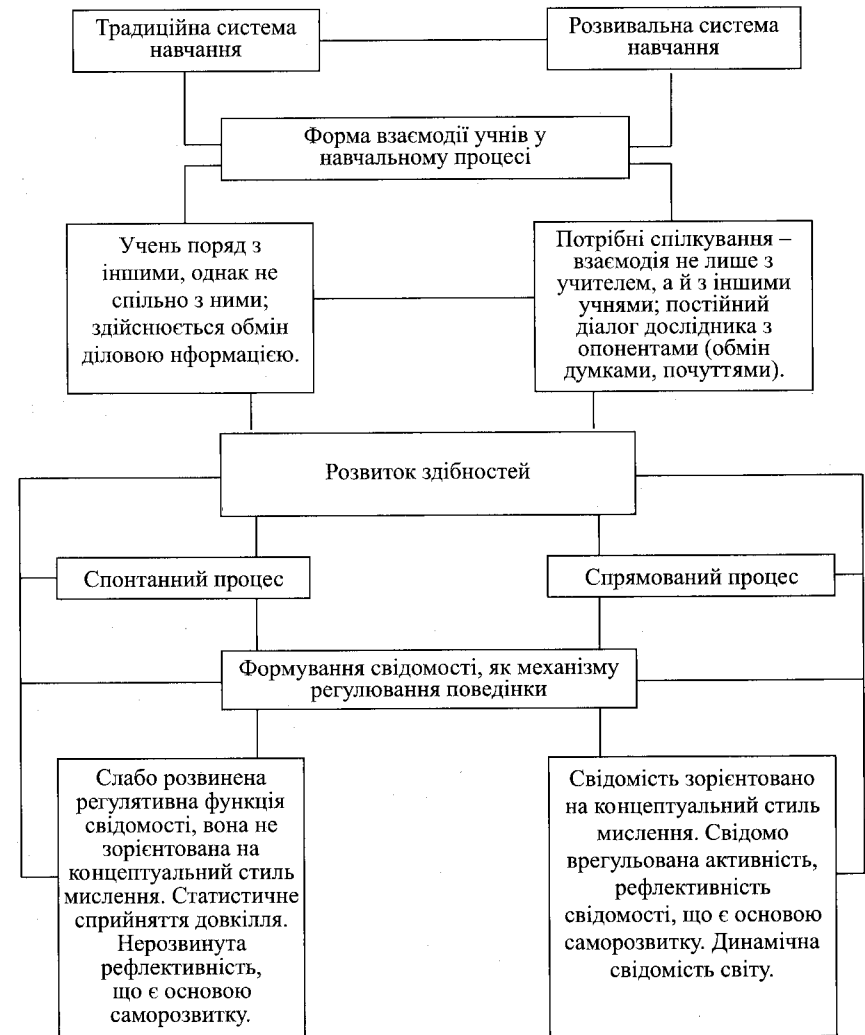 Традиційна система
навчання
Розвивальна система
навчання
Форма взаємодії учнів у
навчальному процесі
Учень поряд з
іншими, однак не
спільно з ними;
здійснюється обмін
діловою нформацією.
Потрібні спілкування –
взаємодія не лише з
учителем, а й з іншими
учнями; постійний
діалог дослідника з
опонентами (обмін
думками, почуттями).
Розвиток здібностей
Спонтанний процес
Спрямований процес
Формування свідомості, як механізму
регулювання поведінки
Слабо розвинена
регулятивна функція
свідомості, вона не
зорієнтована на
концептуальний стиль
мислення. Статистичне
сприйняття довкілля.
Нерозвинута
рефлективність,
що є основою
саморозвитку.
Свідомість зорієнтовано
на концептуальний стиль
мислення. Свідомо
врегульована активність,
рефлективність
свідомості, що є основою
саморозвитку. Динамічна
свідомість світу.